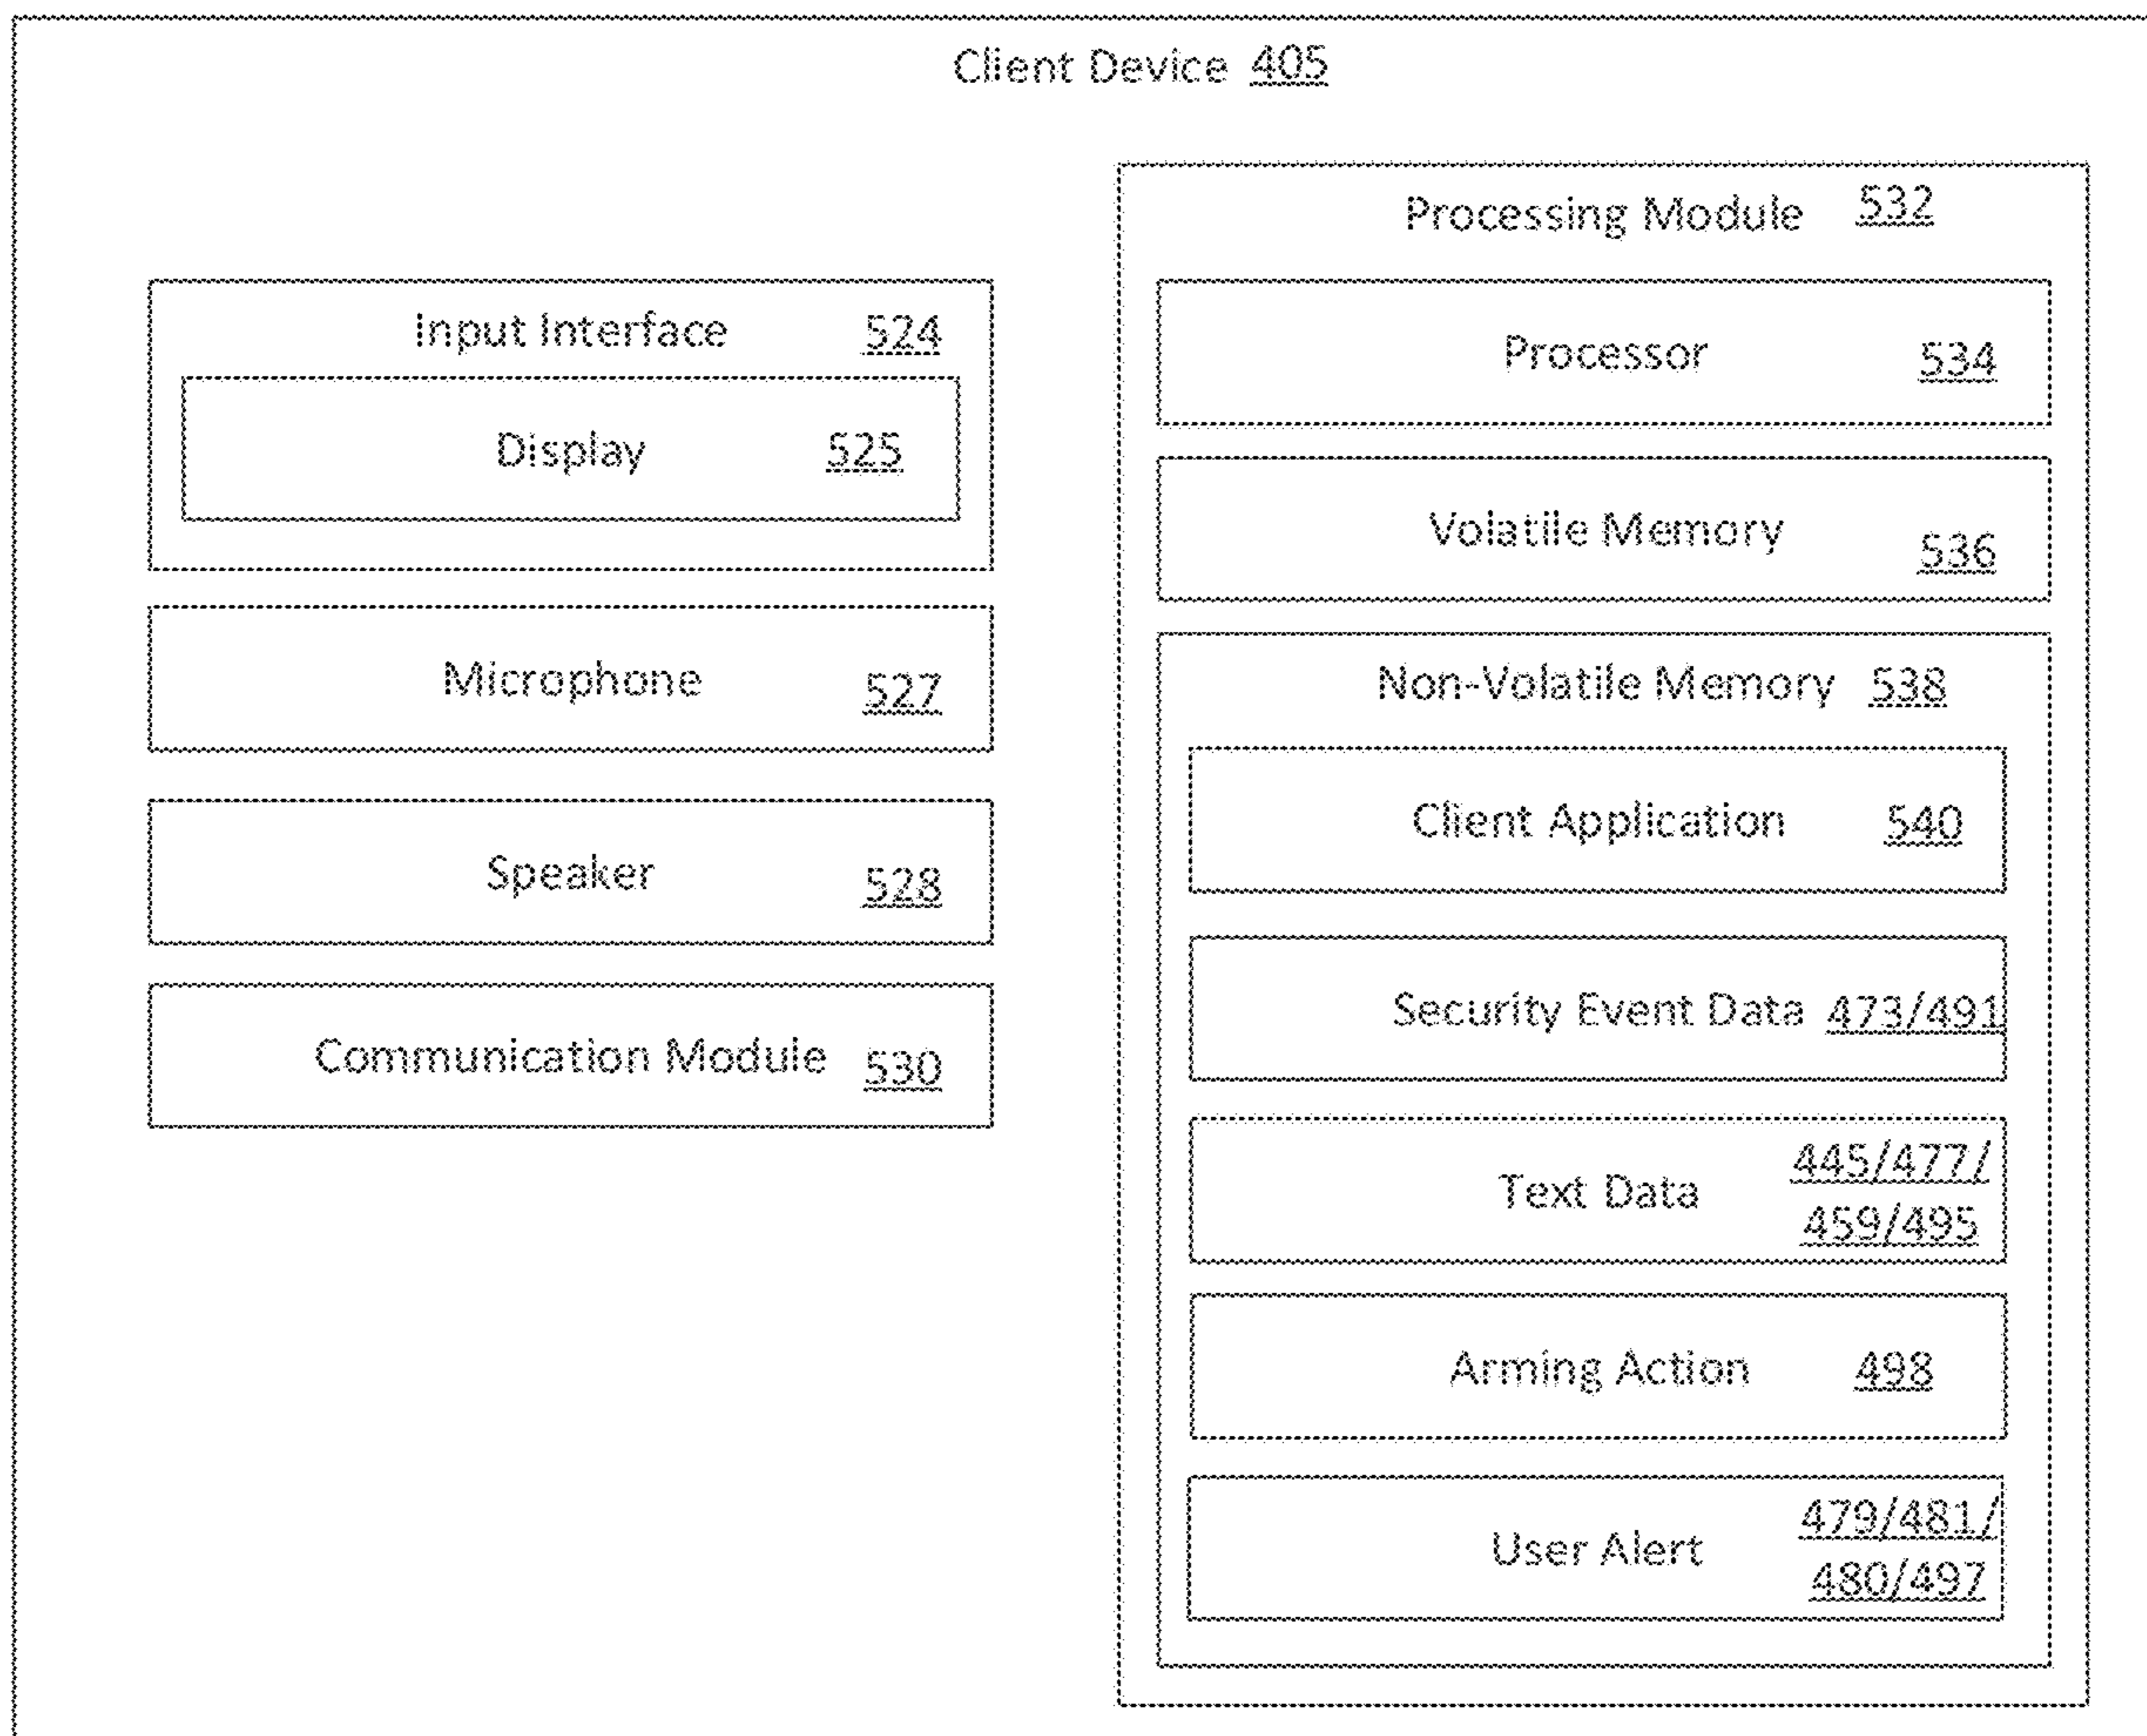 Client Device 405
Input Interface 524
Display 525
Microphone 527
Speaker 528
Communication Module 530
Processing Module 532
Processor 534
Volatile Memory 536
Non-Volatile Memory 538
Client Application 540
Security Event Data 473/491
Text Data 445/477/
459/495
Arming Action 498
User Alert 479/481/
480/497